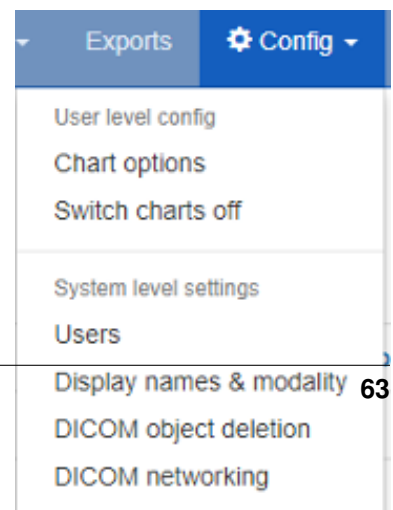 Exports Config
User level config
Chart options
Switch charts off
System level settings
Users
Display names & modality 63
DICOM object deletion
DICOM networking